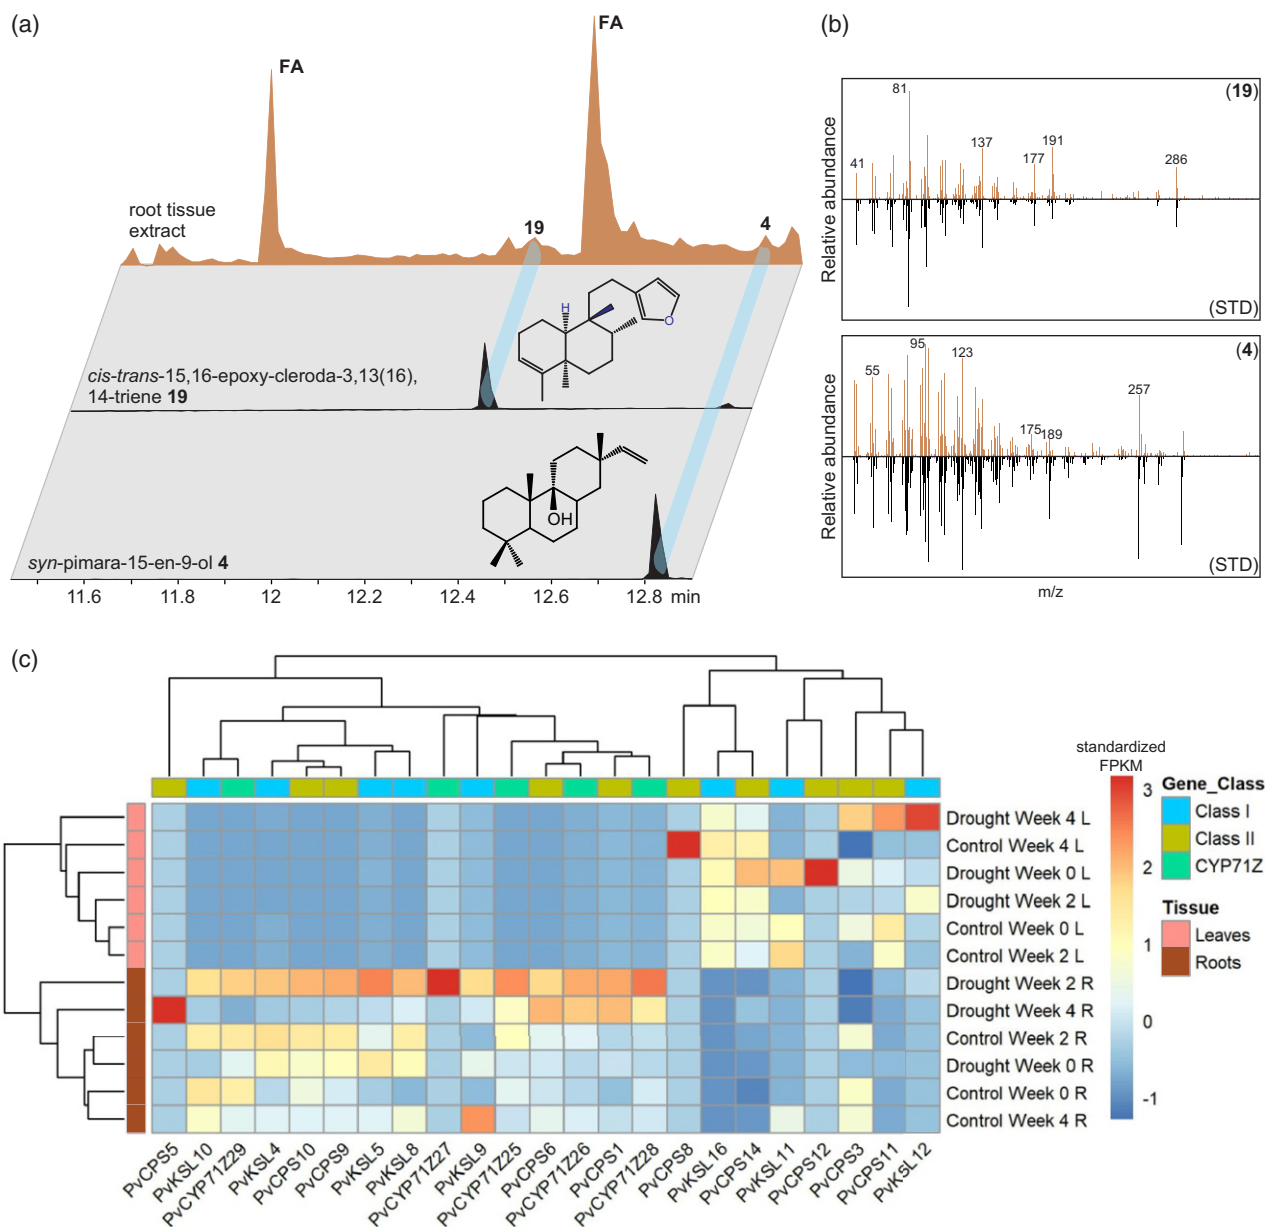 (a)
FA
FA
root tissue
extract
19
4
H
O
cis-trans-15,16-epoxy-cleroda-3,13(16),
14-triene 19
OH
syn-pimara-15-en-9-ol 4
11.6 11.8 12 12.2 12.4 12.6 12.8 min
(b)
Relative abundance
(19)
81
41
137
177
191
286
(STD)
Relative abundance
(4)
95
55
123
175
189
257
(STD)
m/z
(c)
standardized
FPKM
3
2
1
0
-1
Gene_Class
Class I
Class II
CYP71Z
Tissue
Leaves
Roots
Drought Week 4 L
Control Week 4 L
Drought Week 0 L
Drought Week 2 L
Control Week 0 L
Control Week 2 L
Drought Week 2 R
Drought Week 4 R
Control Week 2 R
Drought Week 0 R
Control Week 0 R
Control Week 4 R
PvCPS5
PvKSL10
PvCYP71Z29
PvKSL4
PvCPS10
PvCPS9
PvKSL5
PvKSL8
PvCYP71Z27
PvKSL9
PvCYP71Z25
PvCPS6
PvCYP71Z26
PvCPS1
PvCYP71Z28
PvCPS8
PvKSL16
PvCPS14
PvKSL11
PvCPS12
PvCPS3
PvCPS11
PvKSL12